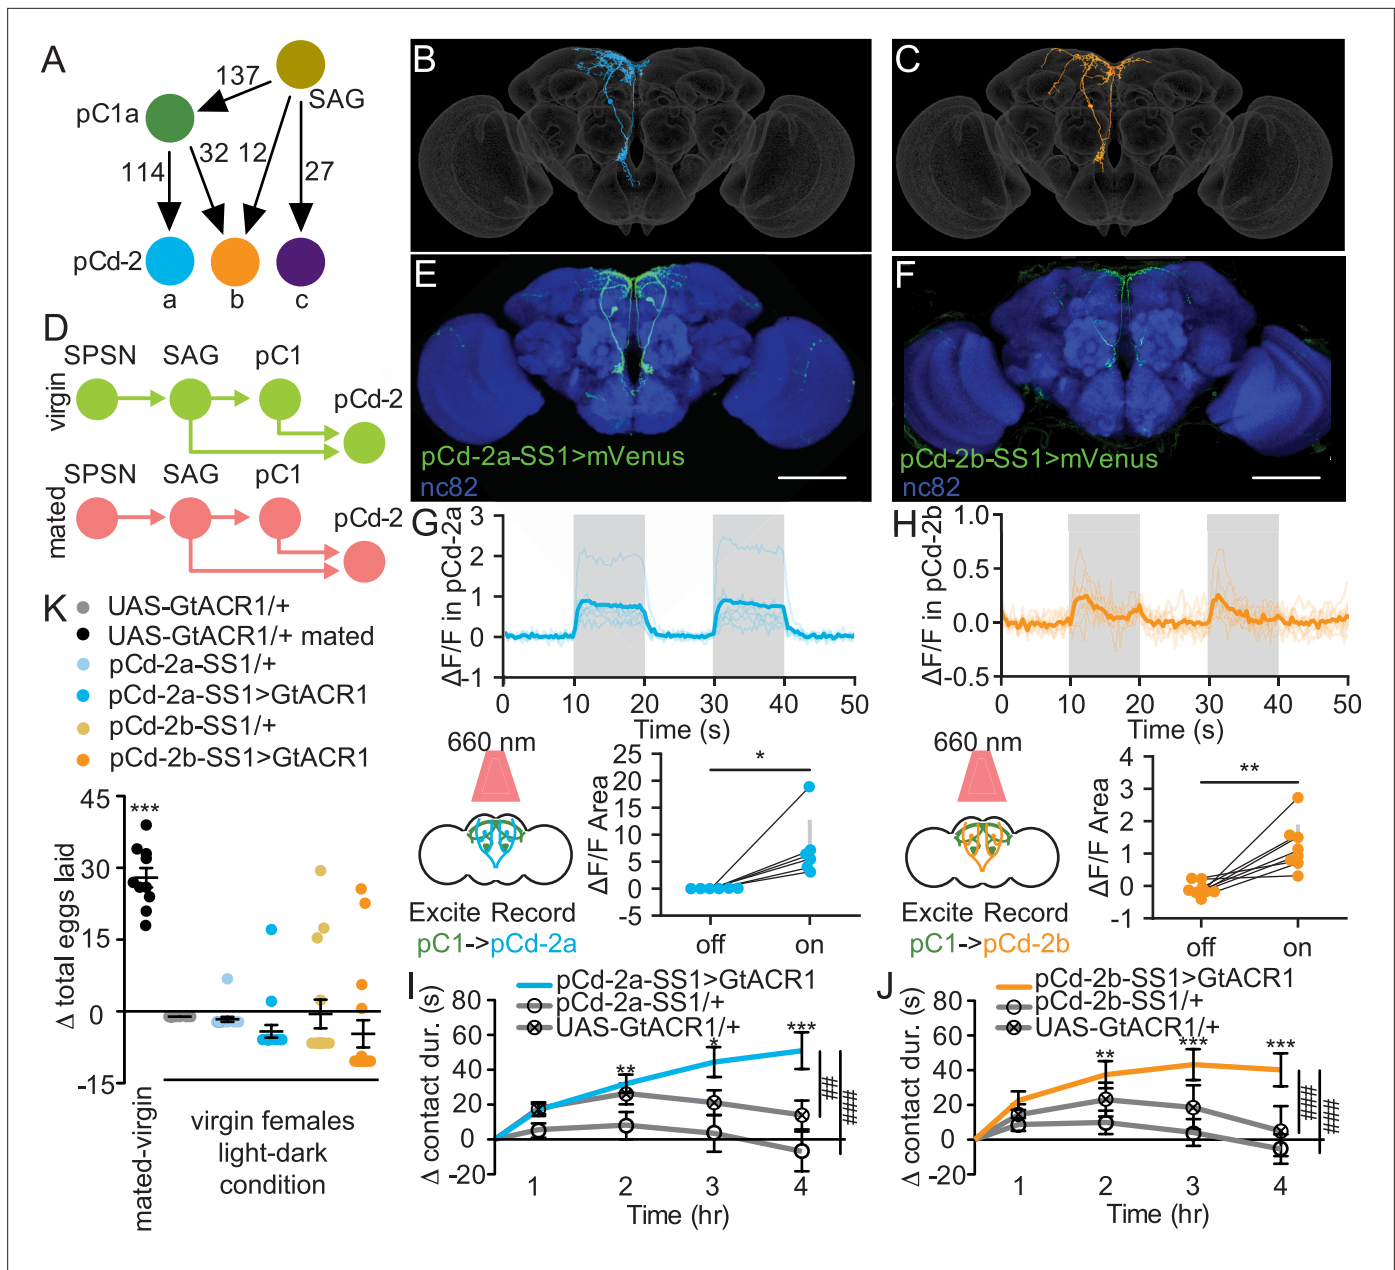 A
137
SAG
pC1a
114
32
12
27
pCd-2
a
b
c
B
C
D
SPSN
SAG
pC1
pCd-2
virgin
SPSN
SAG
pC1
pCd-2
mated
E
pCd-2a-SS1>mVenus
nc82
F
pCd-2b-SS1>mVenus
nc82
G
ΔF/F in pCd-2a
3
2
1
0
-1
0
10
20
30
40
50
Time (s)
660 nm
Excite Record
pC1->pCd-2a
ΔF/F Area
25
20
15
10
5
0
-5
*
off
on
H
ΔF/F in pCd-2b
1.0
0.5
0.0
-0.5
0
10
20
30
40
50
Time (s)
660 nm
Excite Record
pC1->pCd-2b
ΔF/F Area
4
3
2
1
0
-1
**
off
on
I
pCd-2a-SS1>GtACR1
pCd-2a-SS1/+
UAS-GtACR1/+
Δ contact dur. (s)
80
60
40
20
0
-20
**
*
***
##
###
1
2
3
4
Time (hr)
J
pCd-2b-SS1>GtACR1
pCd-2b-SS1/+
UAS-GtACR1/+
Δ contact dur. (s)
80
60
40
20
0
-20
**
***
***
###
###
1
2
3
4
Time (hr)
K
UAS-GtACR1/+
UAS-GtACR1/+ mated
pCd-2a-SS1/+
pCd-2a-SS1>GtACR1
pCd-2b-SS1/+
pCd-2b-SS1>GtACR1
Δ total eggs laid
45
30
15
0
-15
***
mated-virgin
virgin females
light-dark
condition